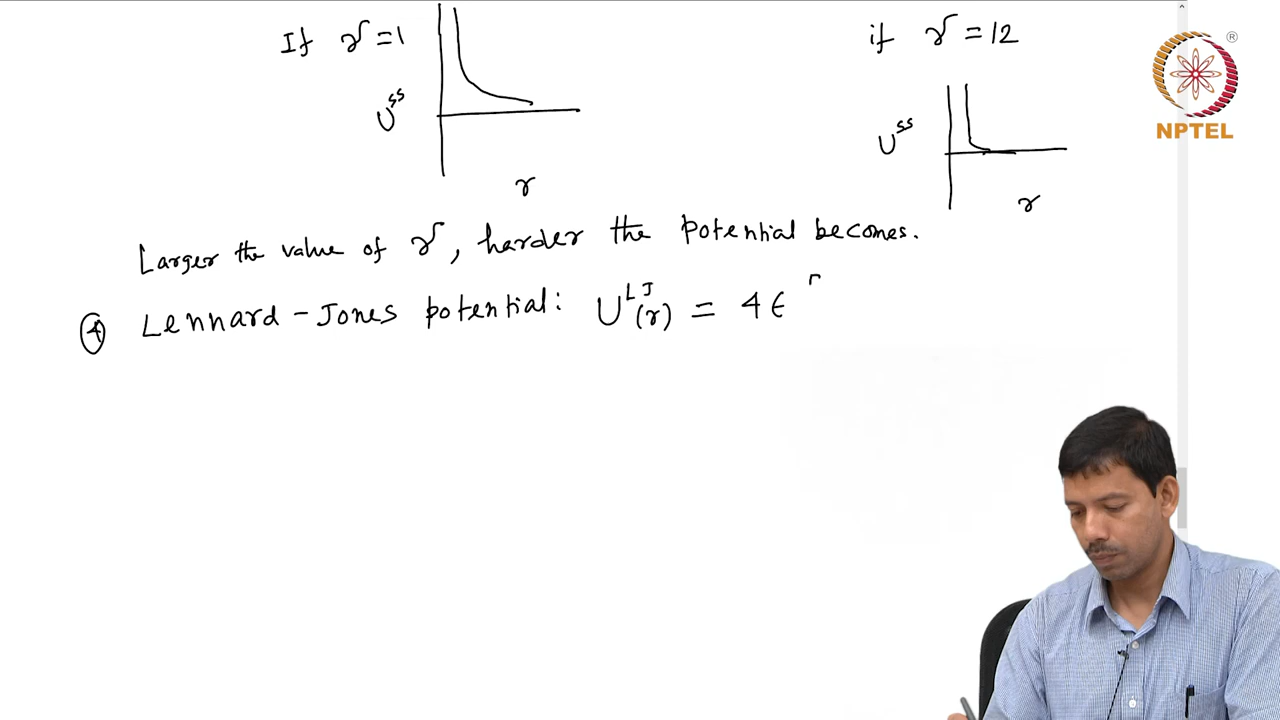 If γ = 1
if γ = 12
U^ss
U^ss
r
r
Larger the value of γ, harder the potential becomes.
④ Lennard - Jones potential: U^LJ(r) = 4ϵ [
®
NPTEL